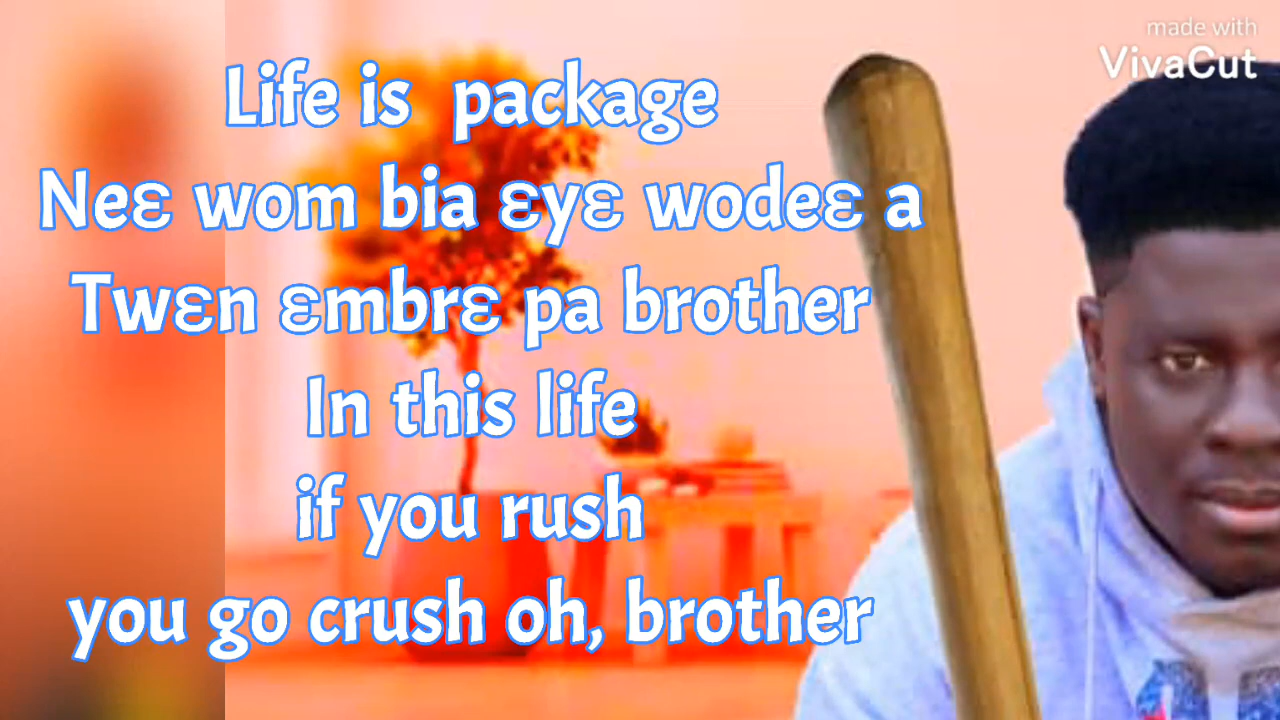 made with
VivaCut
Life is package
Neɛ wom bia ɛyɛ wodeɛ a
Twɛn ɛmbrɛ pa brother
In this life
if you rush
you go crush oh, brother